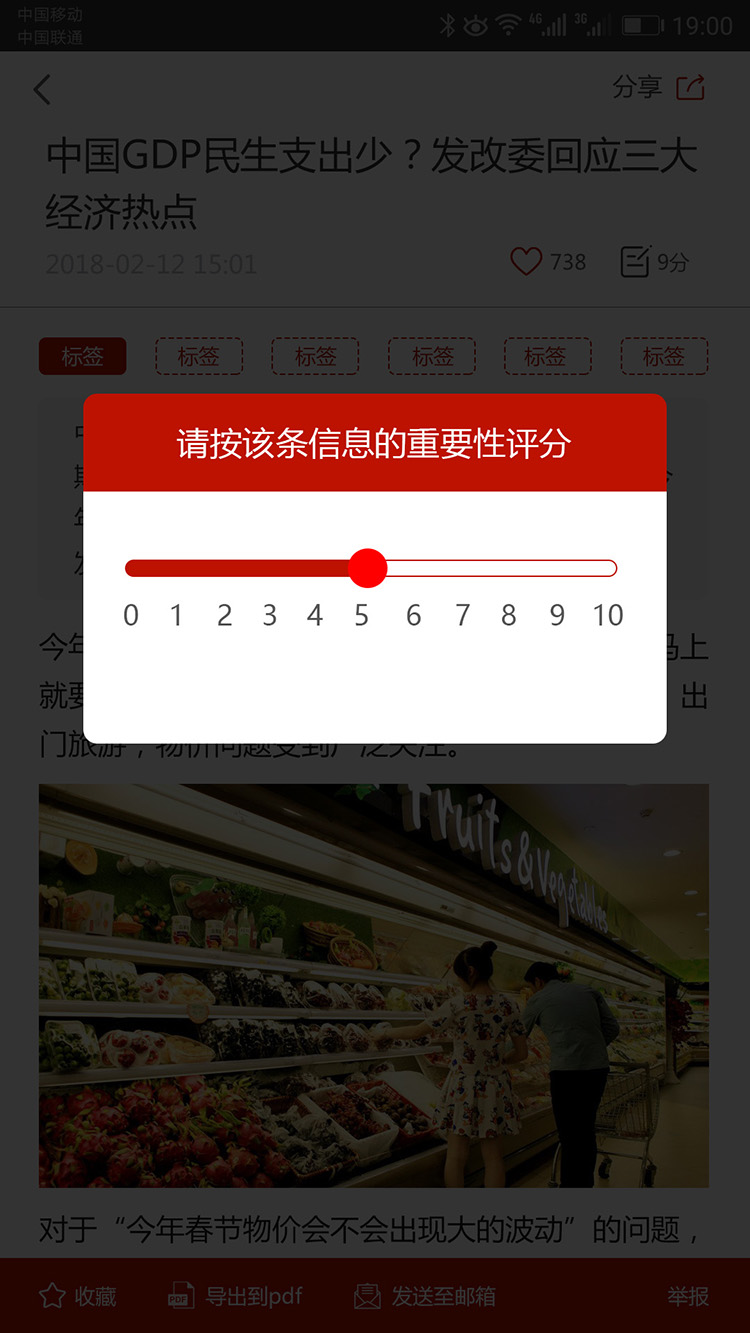 中国移动
中国联通
4G 3G 19:00
分享
中国GDP民生支出少？发改委回应三大
经济热点
2018-02-12 15:01
738 9分
标签 标签 标签 标签 标签 标签
请按该条信息的重要性评分
0 1 2 3 4 5 6 7 8 9 10
今年
马上
就要
出
门旅游，物价问题受到广泛关注。
Fruits & Vegetables
对于“今年春节物价会不会出现大的波动”的问题，
收藏 PDF 导出到pdf 发送至邮箱 举报